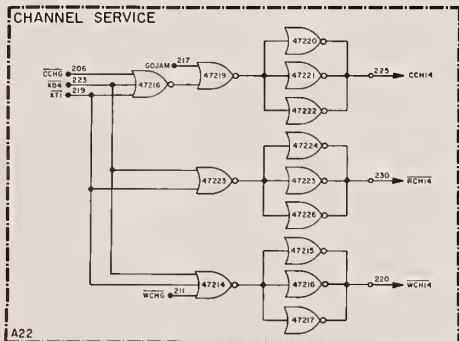 CHANNEL SERVICE
CCHG 206
XB4 223
XT1 219
GOJAM 217
47216
47219
47220
47221
47222
225 CCH14
47223
47224
47223
47226
230 RCH14
47214
WCHG 211
47215
47216
47217
220 WCH14
A22